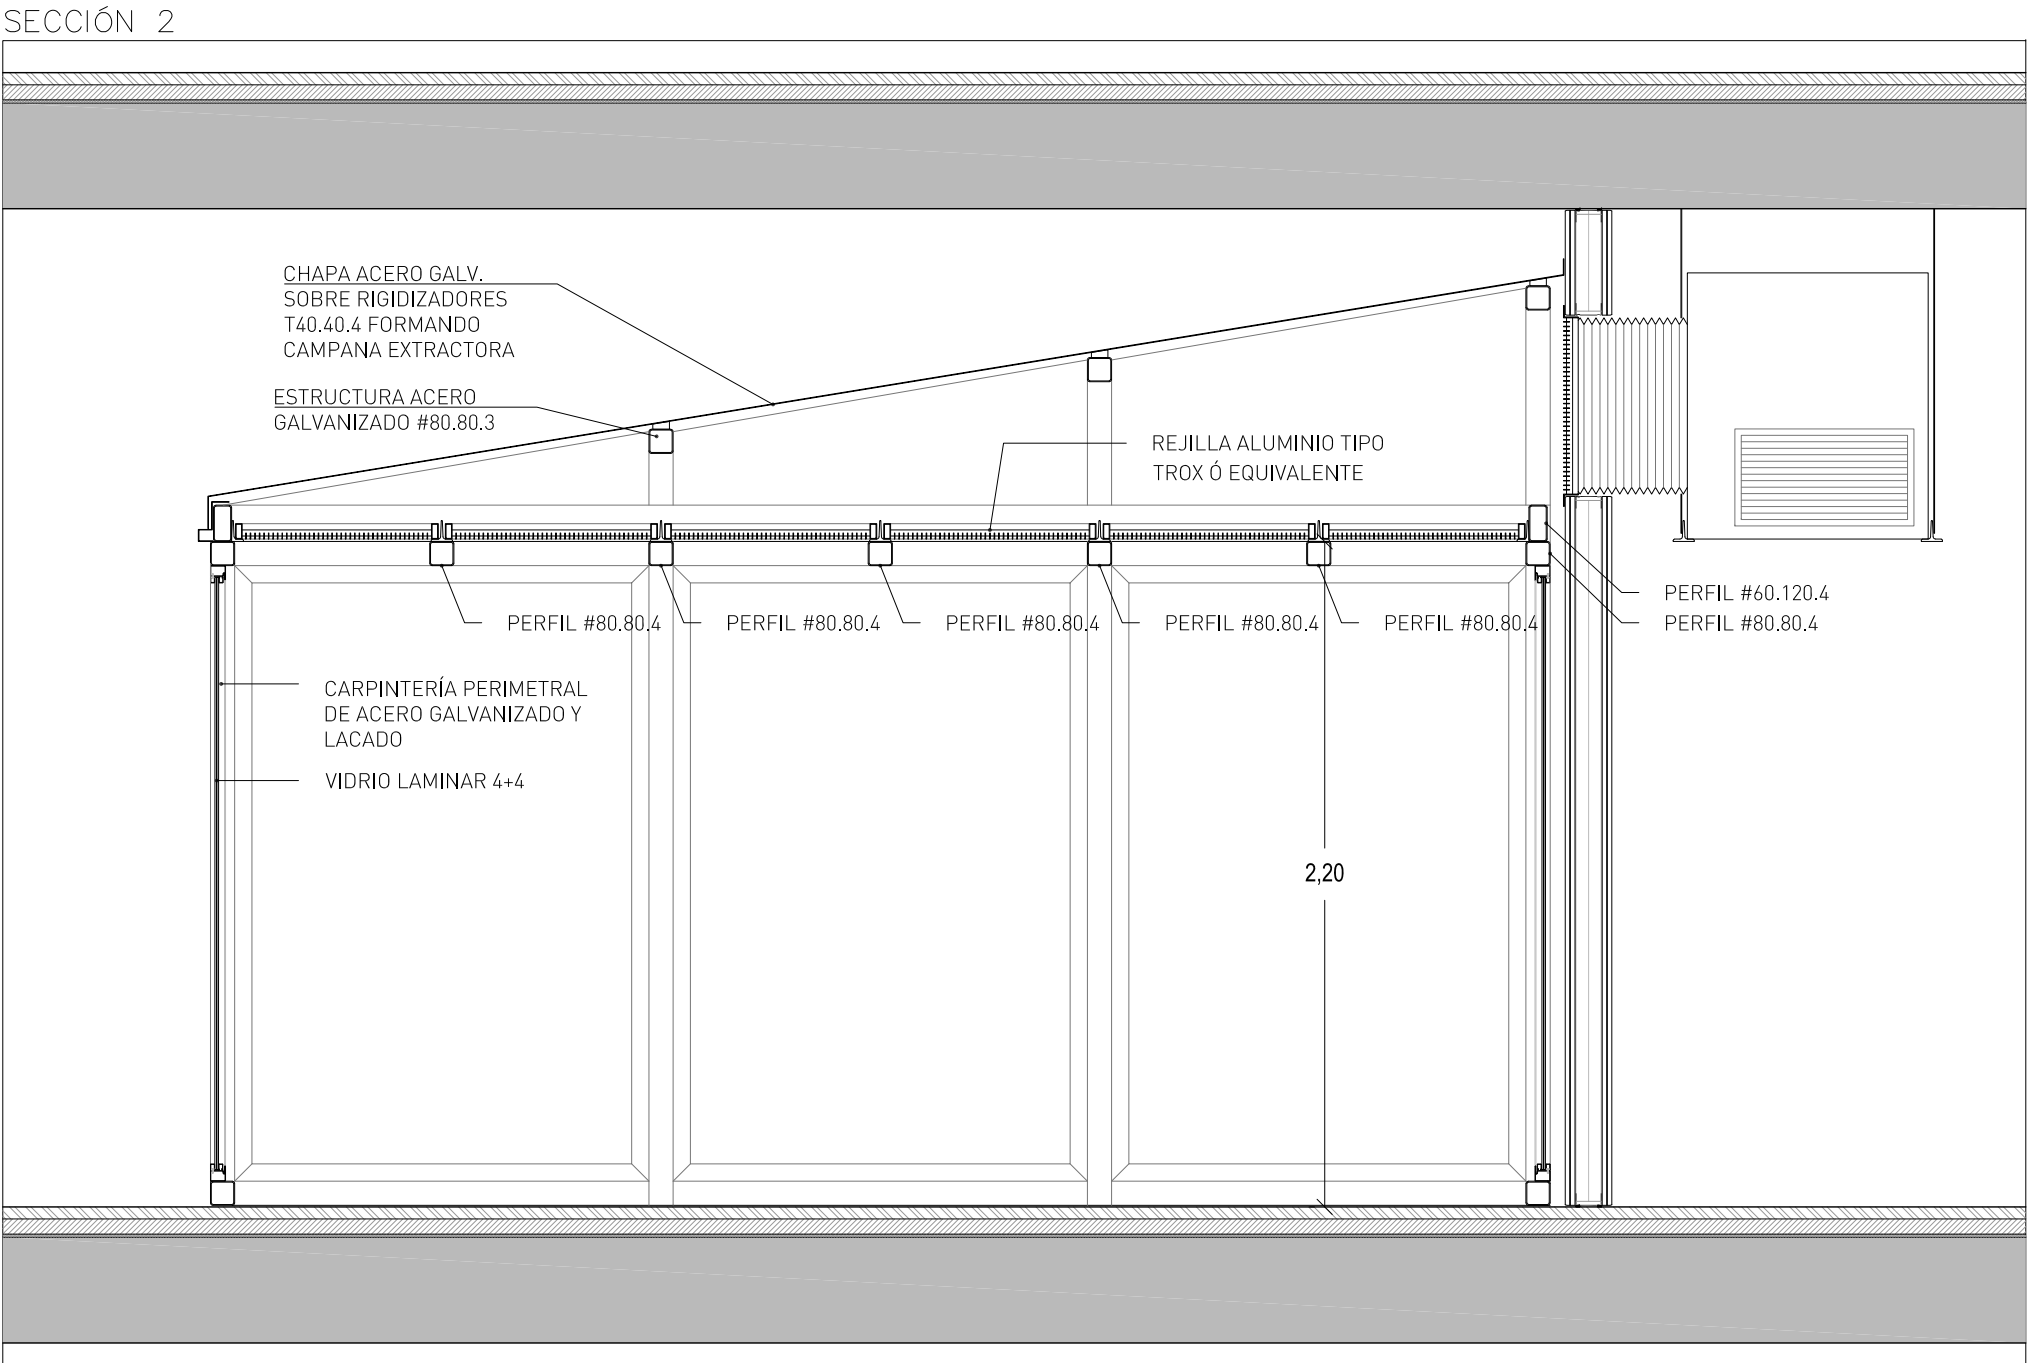 SECCIÓN 2
CHAPA ACERO GALV.
SOBRE RIGIDIZADORES
T40.40.4 FORMANDO
CAMPANA EXTRACTORA
ESTRUCTURA ACERO
GALVANIZADO #80.80.3
REJILLA ALUMINIO TIPO
TROX Ó EQUIVALENTE
PERFIL #60.120.4
PERFIL #80.80.4
PERFIL #80.80.4
PERFIL #80.80.4
PERFIL #80.80.4
PERFIL #80.80.4
PERFIL #80.80.4
CARPINTERÍA PERIMETRAL
DE ACERO GALVANIZADO Y
LACADO
VIDRIO LAMINAR 4+4
2,20